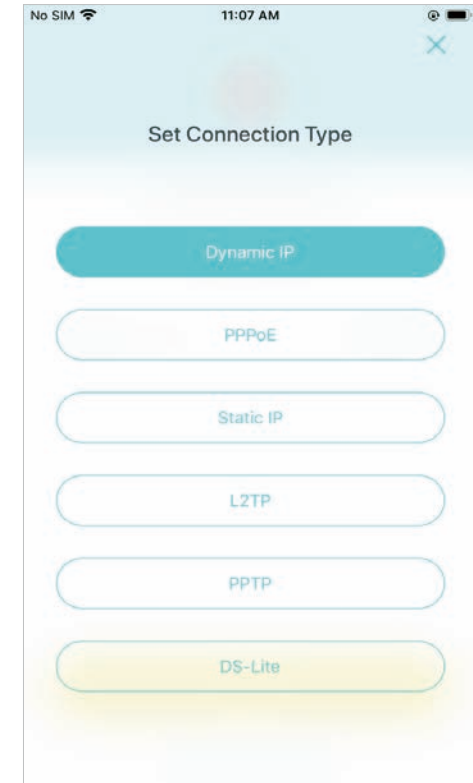 No SIM 11:07 AM
Set Connection Type
Dynamic IP
PPPoE
Static IP
L2TP
PPTP
DS-Lite